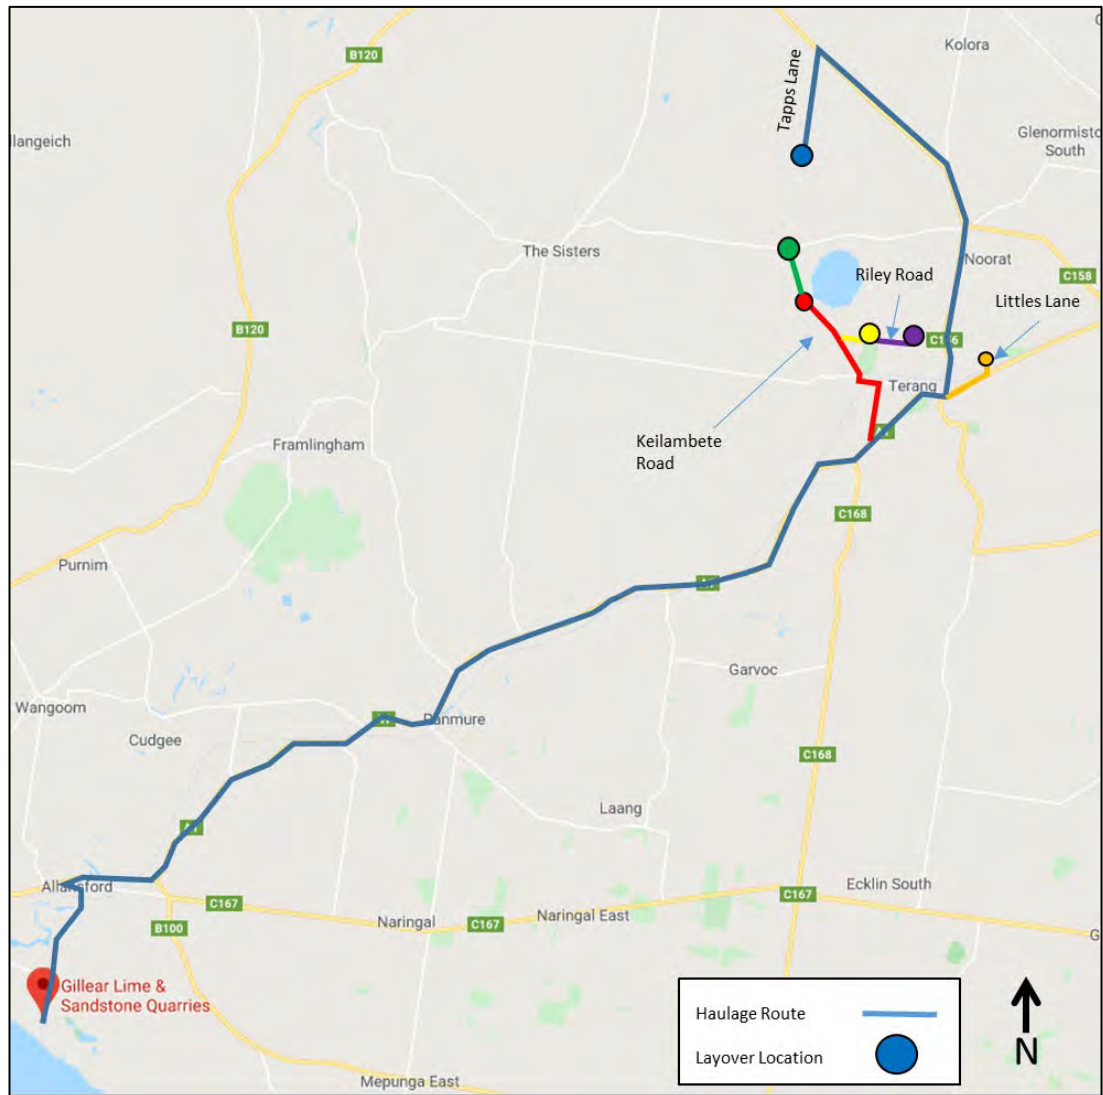 Kolora
B120
Tapps Lane
llangeich
Glenormisto
South
The Sisters
Riley Road
Noorat
C158
Littles Lane
B120
Terang
Keilambete
Road
Framlingham
C168
Purnim
Garvoc
Wangoom
Cudgee
C168
Laang
Allansford
C167
Naringal
C167
Naringal East
C167
Ecklin South
B100
G
Gillear Lime &
Sandstone Quarries
Haulage Route
Layover Location
N
Mepunga East